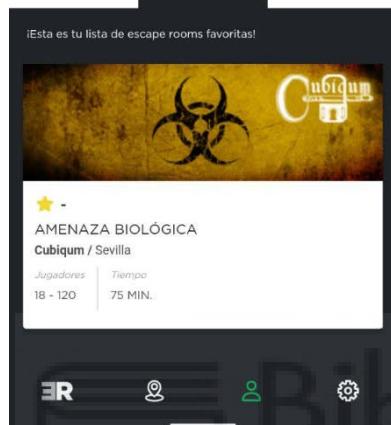 ¡Esta es tu lista de escape rooms favoritas!
Cubiqum
-
AMENAZA BIOLÓGICA
Cubiqum / Sevilla
Jugadores Tiempo
18 - 120 75 MIN.
ER